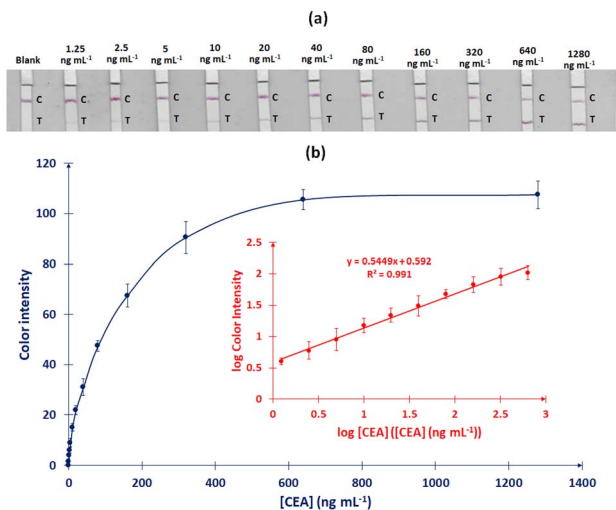 (a)
Blank
1.25 ng mL⁻¹
2.5 ng mL⁻¹
5 ng mL⁻¹
10 ng mL⁻¹
20 ng mL⁻¹
40 ng mL⁻¹
80 ng mL⁻¹
160 ng mL⁻¹
320 ng mL⁻¹
640 ng mL⁻¹
1280 ng mL⁻¹
C C C C C C C C C C C
T T T T T T T T T T T
(b)
Color intensity
120
100
80
60
40
20
0
0 200 400 600 800 1000 1200 1400
[CEA] (ng mL⁻¹)
log Color Intensity
2.5
2
1.5
1
0.5
0
y = 0.5449x + 0.592
R² = 0.991
0 0.5 1 1.5 2 2.5 3
log [CEA] ([CEA] (ng mL⁻¹))